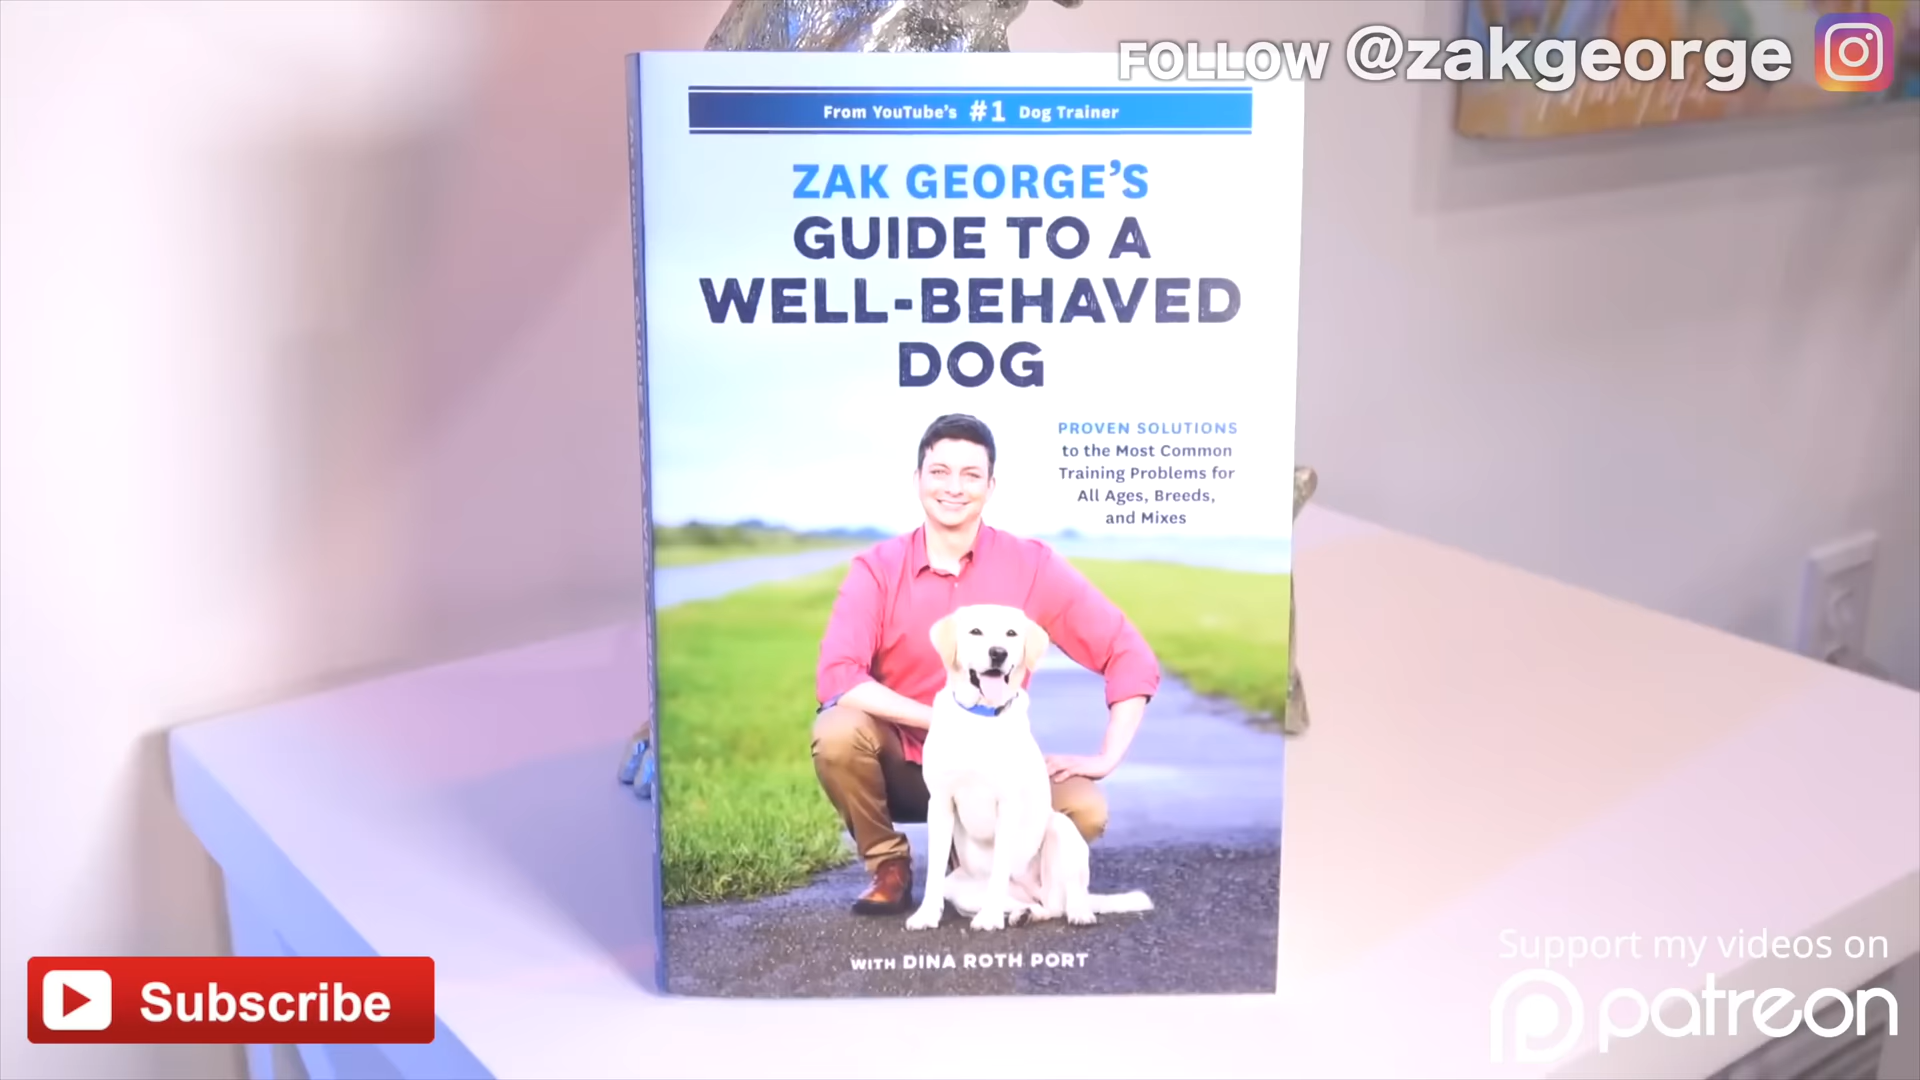 FOLLOW @zakgeorge
From YouTube's #1 Dog Trainer
ZAK GEORGE'S
GUIDE TO A
WELL-BEHAVED
DOG
PROVEN SOLUTIONS
to the Most Common
Training Problems for
All Ages, Breeds,
and Mixes
WITH DINA ROTH PORT
Subscribe
Support my videos on
patreon